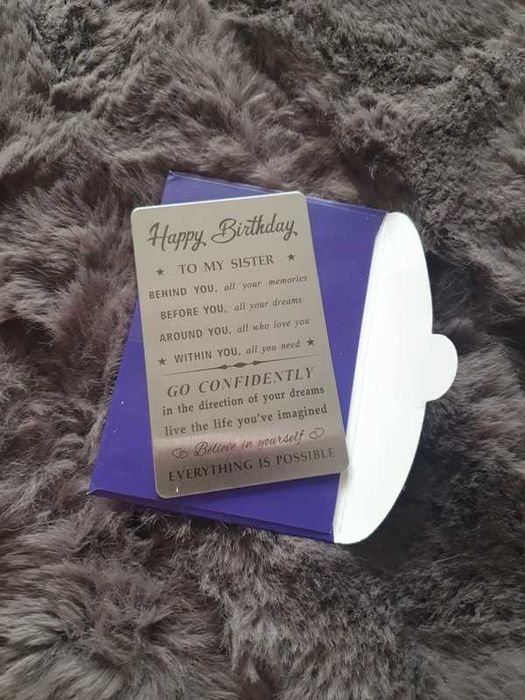 Happy Birthday
TO MY SISTER
BEHIND YOU, all your memories
BEFORE YOU, all your dreams
AROUND YOU, all who love you
WITHIN YOU, all you need
GO CONFIDENTLY
in the direction of your dreams
live the life you've imagined
Believe in yourself
EVERYTHING IS POSSIBLE